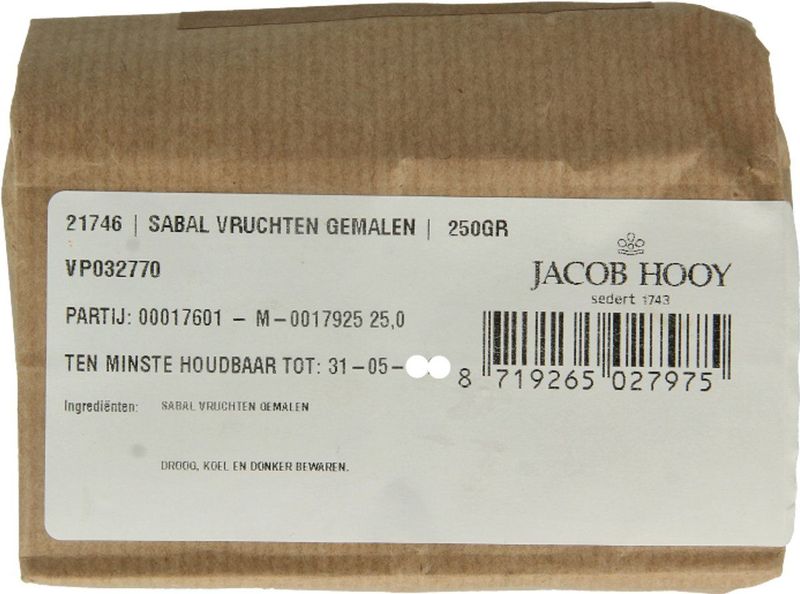 21746 | SABAL VRUCHTEN GEMALEN | 250GR
VP032770
JACOB HOOY
sedert 1743
PARTIJ: 00017601 - M-0017925 25,0
TEN MINSTE HOUDBAAR TOT: 31-05-
8 719265 027975
Ingrediënten: SABAL VRUCHTEN GEMALEN
DROOG, KOEL EN DONKER BEWAREN.